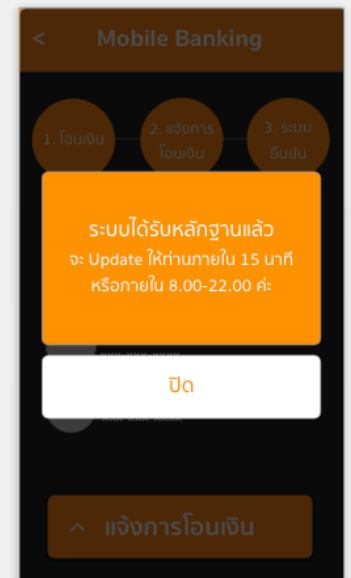 < Mobile Banking
1. โอนเงิน
2. แจ้งการ
โอนเงิน
3. ระบบ
ยืนยัน
ระบบได้รับหลักฐานแล้ว
จะ Update ให้ท่านภายใน 15 นาที
หรือภายใน 8.00-22.00 ค่ะ
ปิด
แจ้งการโอนเงิน